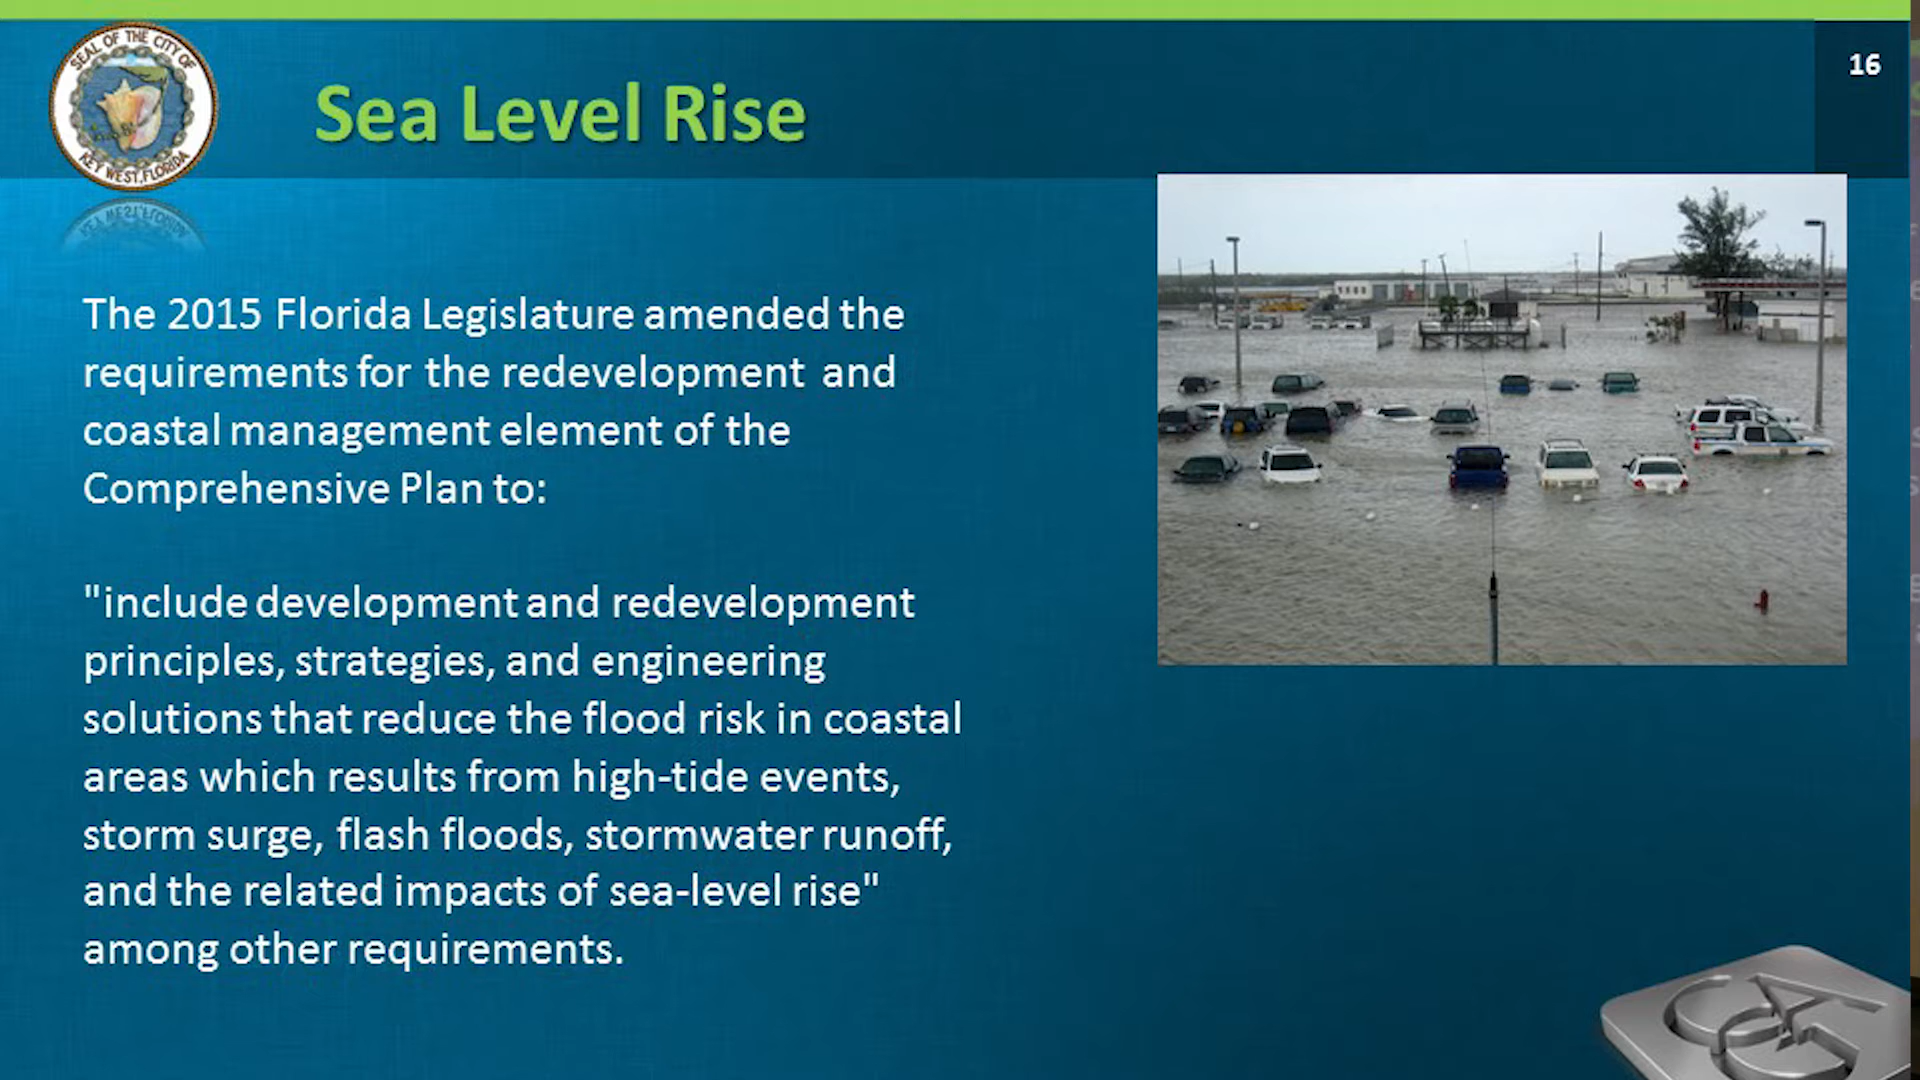 SEAL OF THE CITY OF
KEY WEST, FLORIDA
Sea Level Rise
16
The 2015 Florida Legislature amended the
requirements for the redevelopment and
coastal management element of the
Comprehensive Plan to:
"include development and redevelopment
principles, strategies, and engineering
solutions that reduce the flood risk in coastal
areas which results from high-tide events,
storm surge, flash floods, stormwater runoff,
and the related impacts of sea-level rise"
among other requirements.